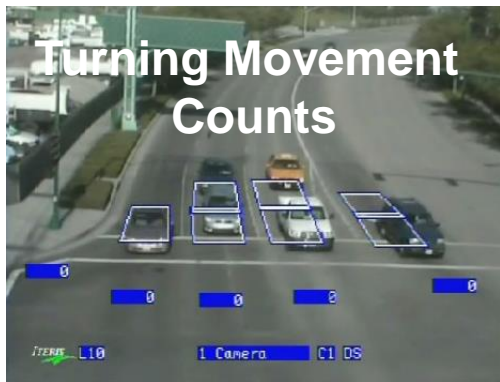 Turning Movement
Counts
0
0
0
0
0
ITERIS L10
1 Camera
C1 DS